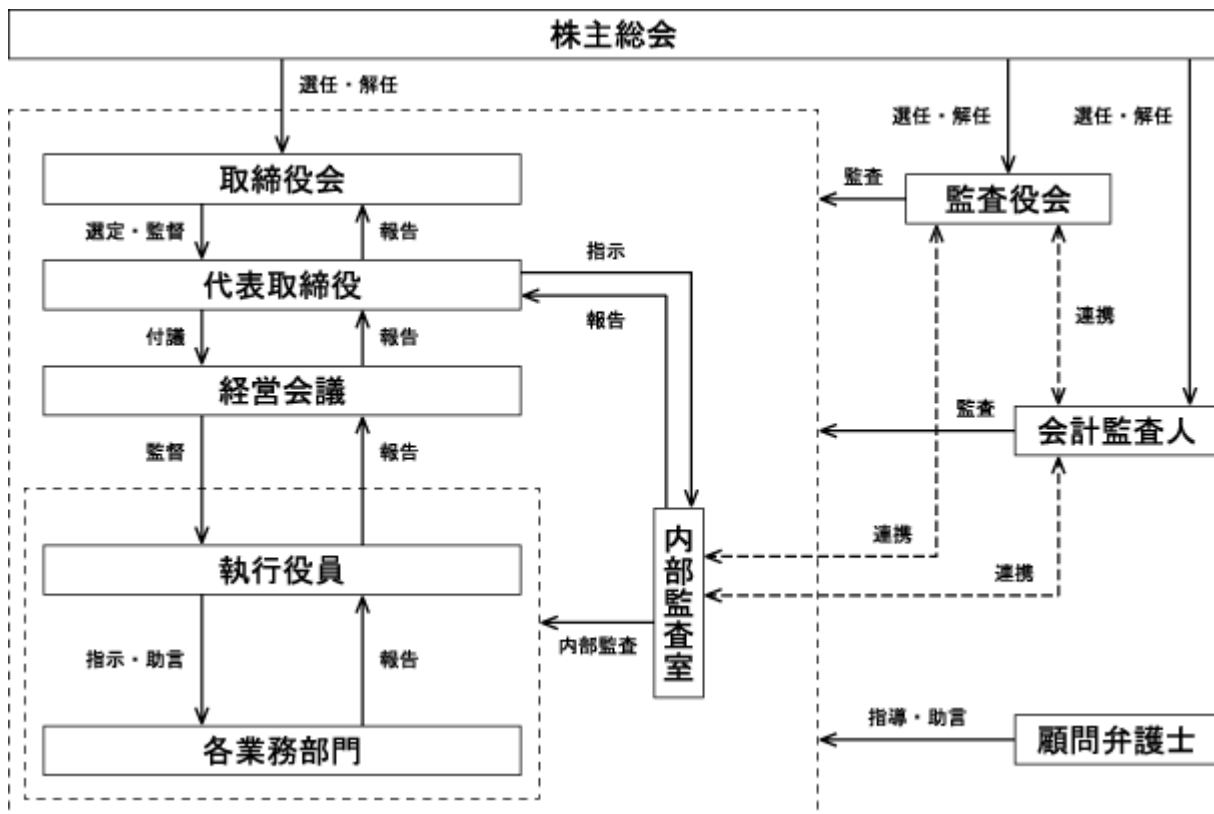 株主総会
選任・解任
選任・解任
選任・解任
取締役会
監査
監査役会
選定・監督
報告
指示
代表取締役
報告
連携
付議
報告
経営会議
監査
会計監査人
監督
報告
内部監査室
連携
連携
執行役員
内部監査
指示・助言
報告
指導・助言
顧問弁護士
各業務部門